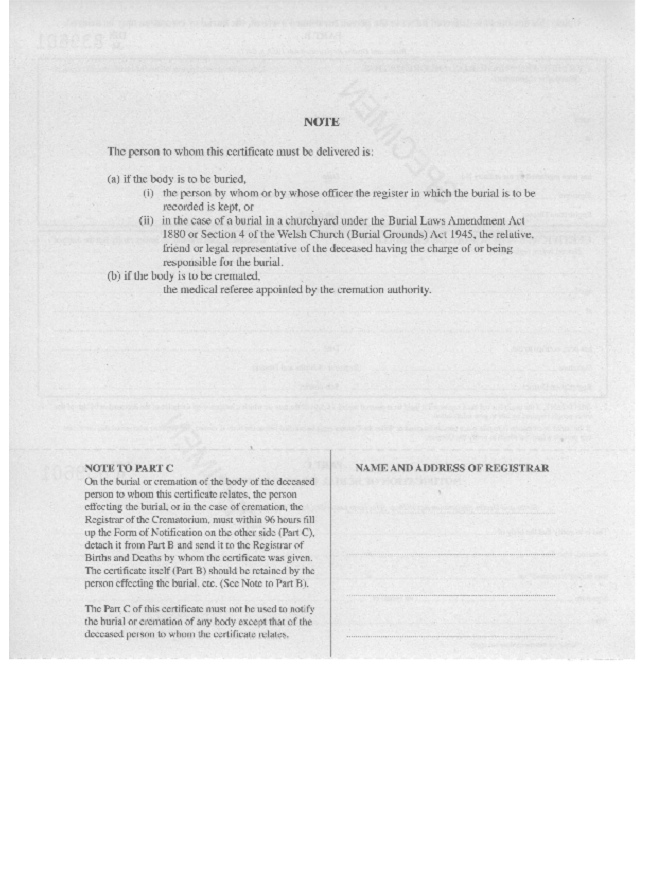 NOTE
The person to whom this certificate must be delivered is:
(a) if the body is to be buried,
(i) the person by whom or by whose officer the register in which the burial is to be
recorded is kept, or
(ii) in the case of a burial in a churchyard under the Burial Laws Amendment Act
1880 or Section 4 of the Welsh Church (Burial Grounds) Act 1945, the relative,
friend or legal representative of the deceased having the charge of or being
responsible for the burial.
(b) if the body is to be cremated,
the medical referee appointed by the cremation authority.
NOTE TO PART C
On the burial or cremation of the body of the deceased
person to whom this certificate relates, the person
effecting the burial, or in the case of cremation, the
Registrar of the Crematorium, must within 96 hours fill
up the Form of Notification on the other side (Part C),
detach it from Part B and send it to the Registrar of
Births and Deaths by whom the certificate was given.
The certificate itself (Part B) should be retained by the
person effecting the burial, etc. (See Note to Part B).
The Part C of this certificate must not be used to notify
the burial or cremation of any body except that of the
deceased person to whom the certificate relates.
NAME AND ADDRESS OF REGISTRAR